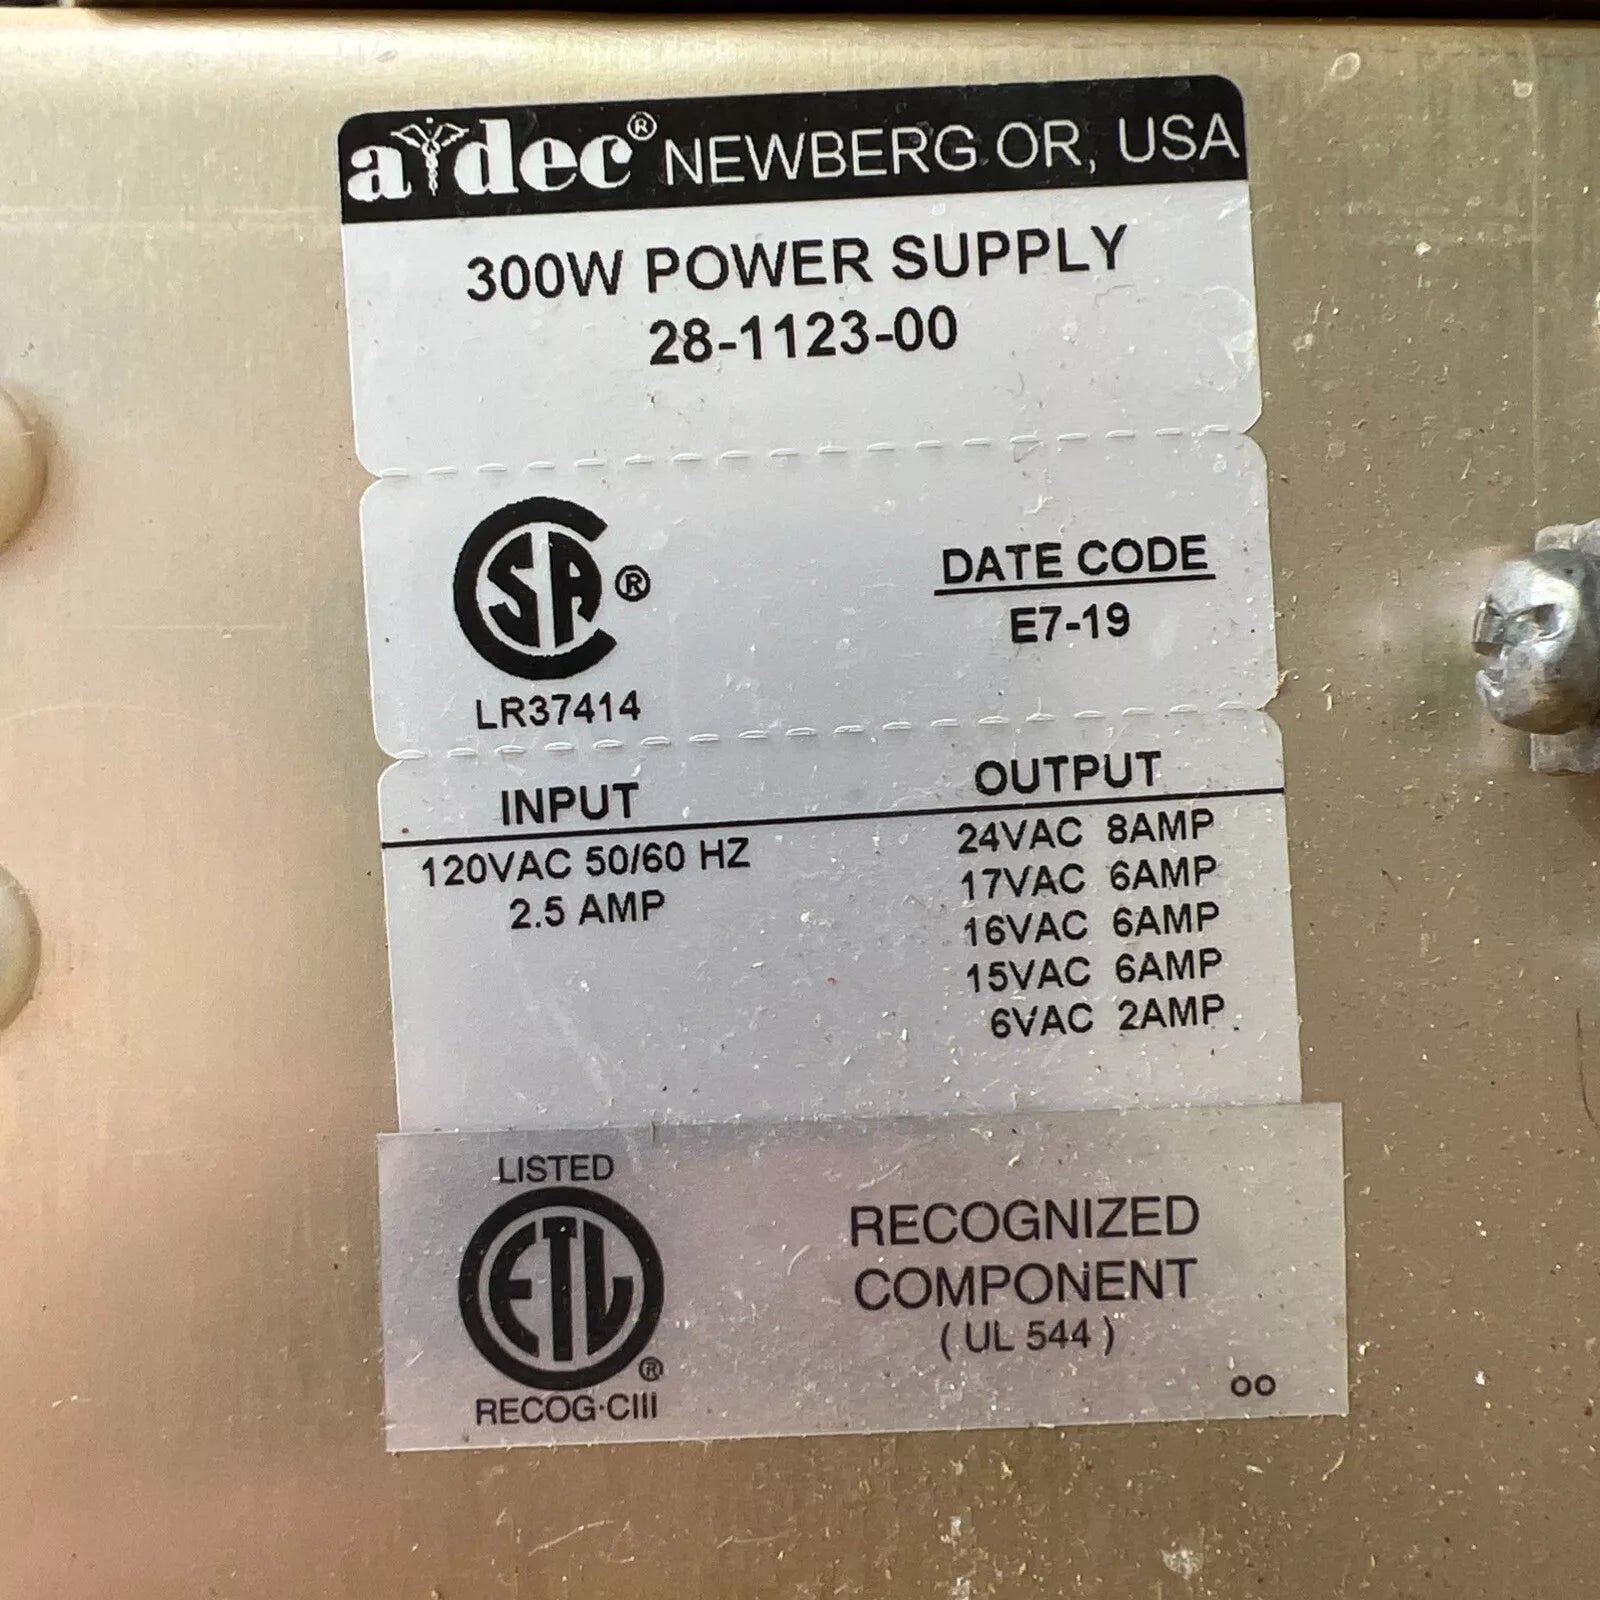 a dec® NEWBERG OR, USA
300W POWER SUPPLY
28-1123-00
CSA®
LR37414
DATE CODE
E7-19
INPUT
120VAC 50/60 HZ
2.5 AMP
OUTPUT
24VAC 8AMP
17VAC 6AMP
16VAC 6AMP
15VAC 6AMP
6VAC 2AMP
LISTED
ETL®
RECOG·CIII
RECOGNIZED
COMPONENT
( UL 544 )
oo